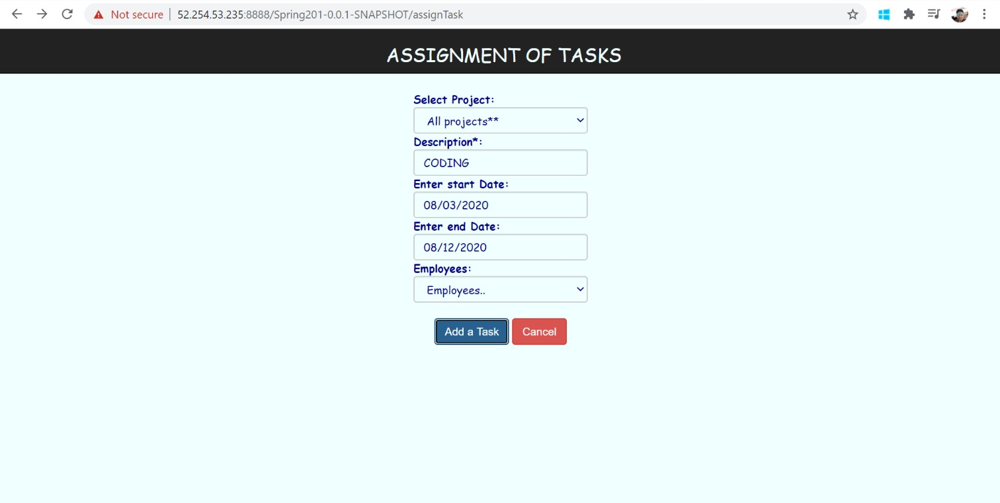 Not secure 52.254.53.235:8888/Spring201-0.0.1-SNAPSHOT/assignTask
ASSIGNMENT OF TASKS
Select Project:
All projects**
Description*:
CODING
Enter start Date:
08/03/2020
Enter end Date:
08/12/2020
Employees:
Employees..
Add a Task Cancel